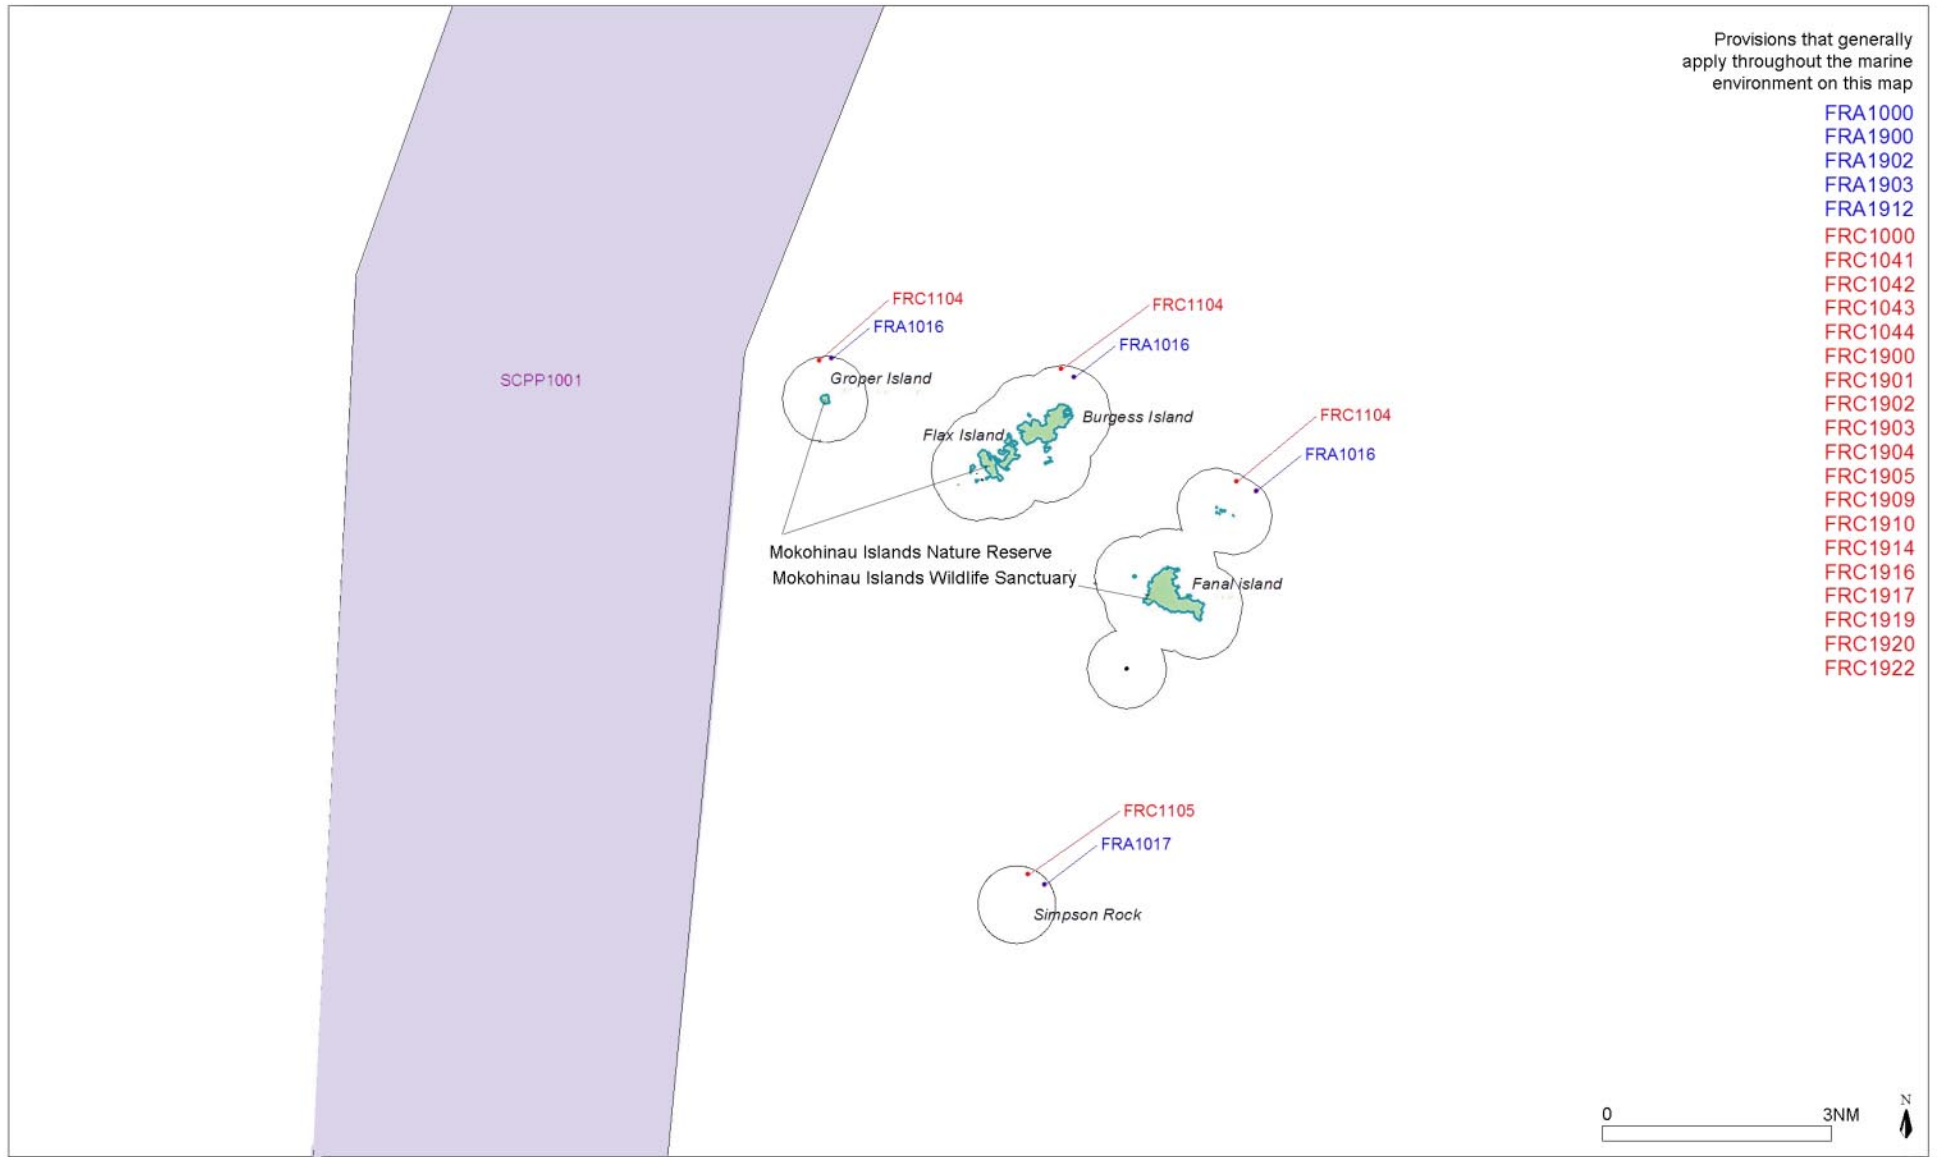 Provisions that generally
apply throughout the marine
environment on this map
FRA1000
FRA1900
FRA1902
FRA1903
FRA1912
FRC1000
FRC1041
FRC1042
FRC1043
FRC1044
FRC1900
FRC1901
FRC1902
FRC1903
FRC1904
FRC1905
FRC1909
FRC1910
FRC1914
FRC1916
FRC1917
FRC1919
FRC1920
FRC1922
SCPP1001
FRC1104
FRA1016
Groper Island
FRC1104
FRA1016
Burgess Island
Flax Island
FRC1104
FRA1016
Mokohinau Islands Nature Reserve
Mokohinau Islands Wildlife Sanctuary
Fanal island
FRC1105
FRA1017
Simpson Rock
0 3NM
N